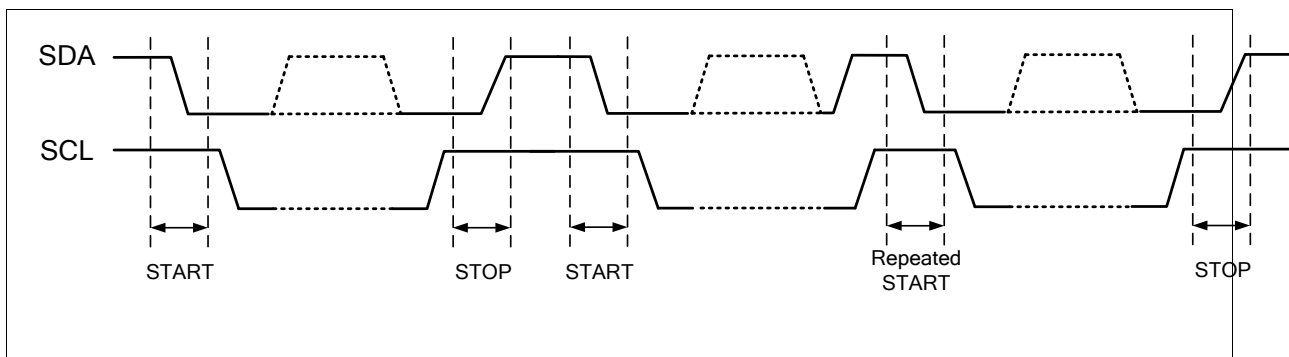 SDA
SCL
START
STOP
START
Repeated
START
STOP